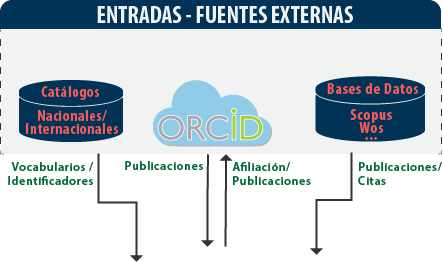 ENTRADAS - FUENTES EXTERNAS
Catálogos
Nacionales/
Internacionales
ORCiD
Bases de Datos
Scopus
Wos
...
Vocabularios /
Identificadores
Publicaciones
Afiliación/
Publicaciones
Publicaciones/
Citas